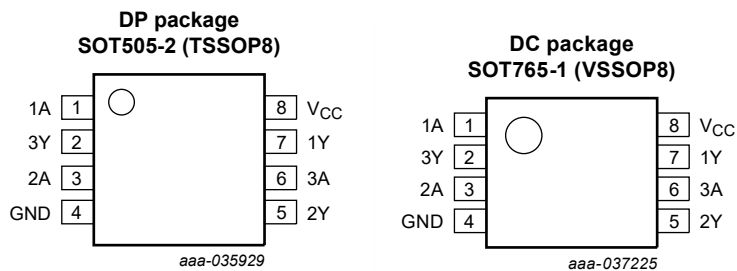 DP package
SOT505-2 (TSSOP8)
1A 1 8 VCC
3Y 2 7 1Y
2A 3 6 3A
GND 4 5 2Y
aaa-035929
DC package
SOT765-1 (VSSOP8)
1A 1 8 VCC
3Y 2 7 1Y
2A 3 6 3A
GND 4 5 2Y
aaa-037225